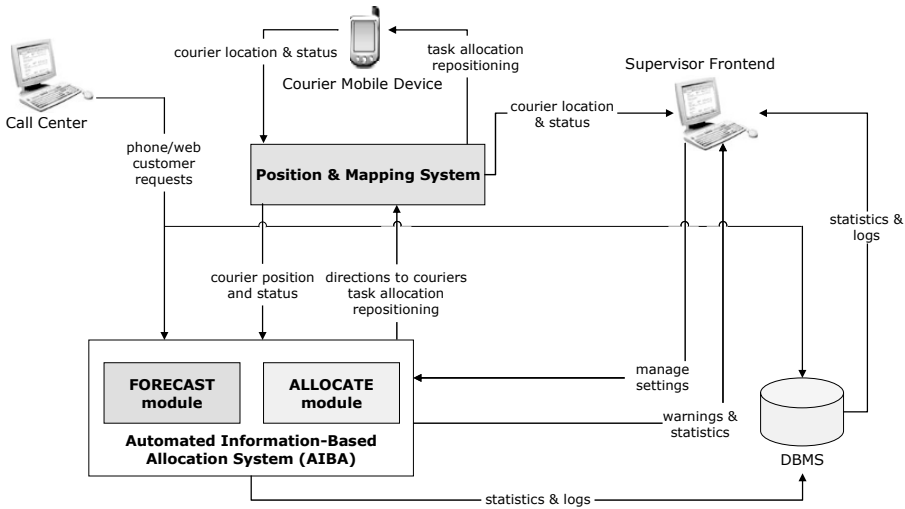 courier location
& status
task allocation
repositioning
Courier Mobile Device
Supervisor Frontend
Call Center
courier location
& status
phone/web
customer
requests
Position & Mapping System
statistics &
logs
courier position
and status
directions to couriers
task allocation
repositioning
FORECAST
module
ALLOCATE
module
manage
settings
warnings &
statistics
Automated Information-Based
Allocation System (AIBA)
DBMS
statistics & logs